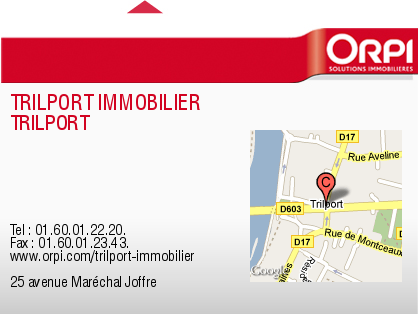 ORPI
SOLUTIONS IMMOBILIÈRES
TRILPORT IMMOBILIER
TRILPORT
Tel : 01.60.01.22.20.
Fax : 01.60.01.23.43.
www.orpi.com/trilport-immobilier
25 avenue Maréchal Joffre
D17
Rue Aveline
C
Trilport
D603
D17
Rue de Montceaux
Google